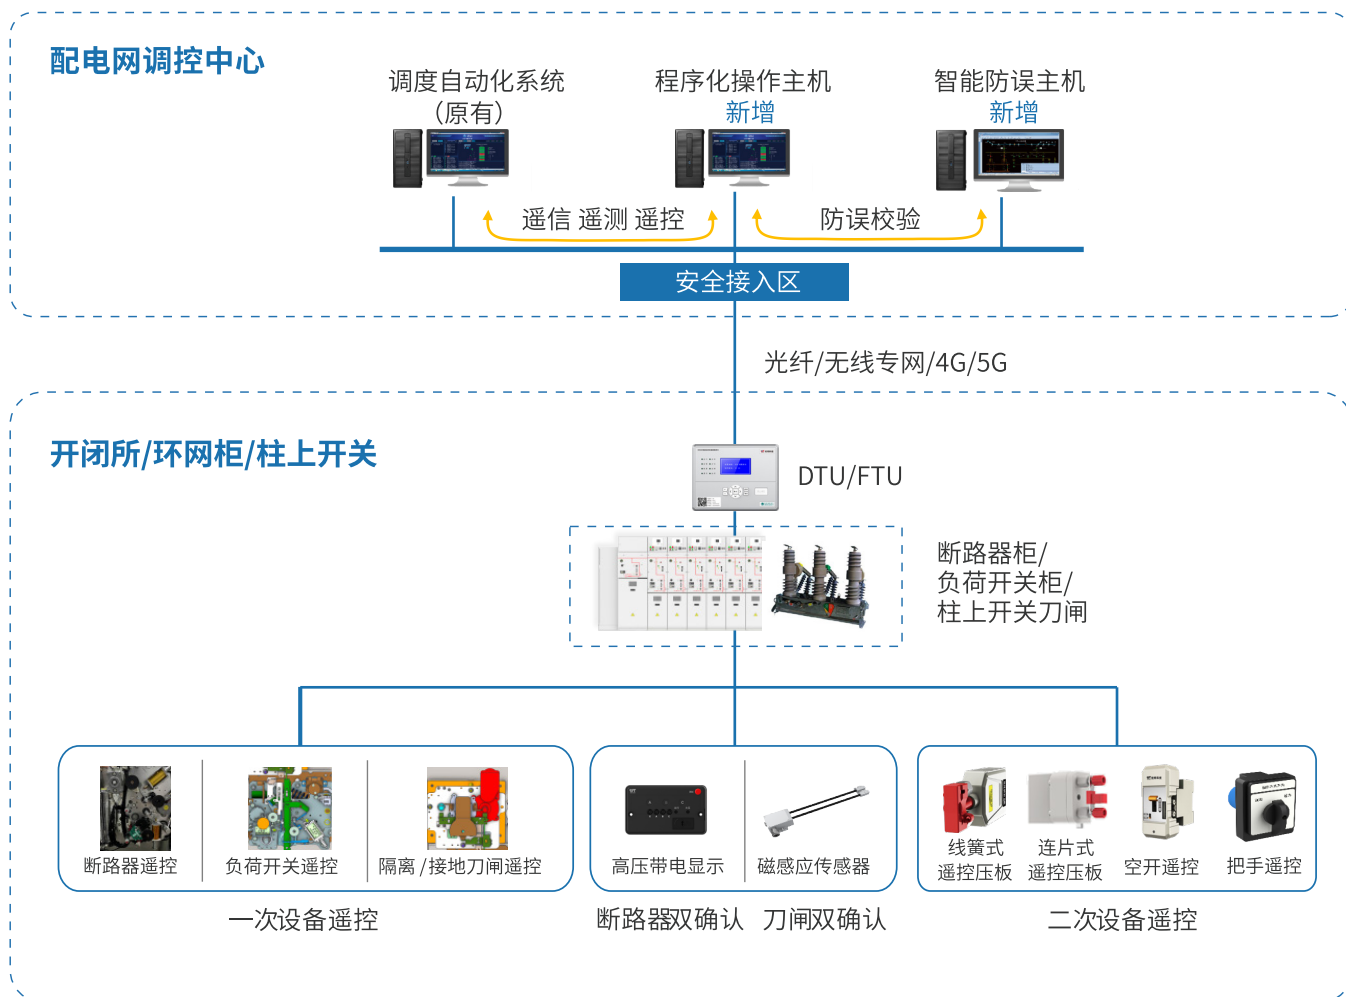 配电网调控中心
调度自动化系统
（原有）
程序化操作主机
新增
智能防误主机
新增
遥信 遥测 遥控
防误校验
安全接入区
光纤/无线专网/4G/5G
开闭所/环网柜/柱上开关
DTU/FTU
断路器柜/
负荷开关柜/
柱上开关刀闸
断路器遥控
负荷开关遥控
隔离/接地刀闸遥控
高压带电显示
磁感应传感器
线簧式
遥控压板
连片式
遥控压板
空开遥控
把手遥控
一次设备遥控
断路器双确认
刀闸双确认
二次设备遥控